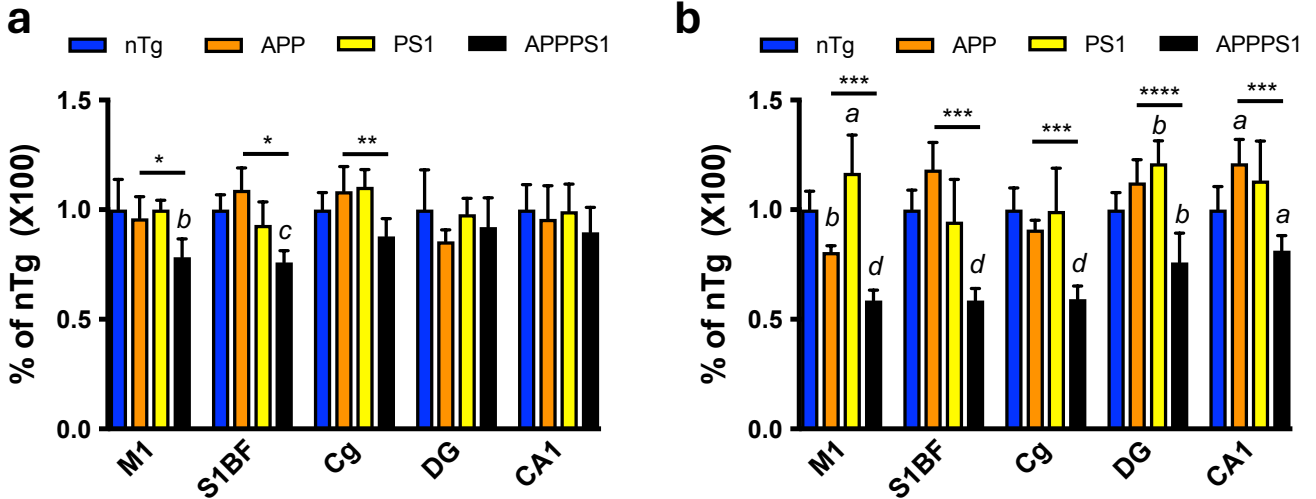 a
nTg APP PS1 APPPS1
% of nTg (X100)
1.5
1.0
0.5
0.0
* * **
b c
M1 S1BF Cg DG CA1
b
nTg APP PS1 APPPS1
% of nTg (X100)
1.5
1.0
0.5
0.0
*** *** *** **** ***
a b a
b d d d b a
M1 S1BF Cg DG CA1